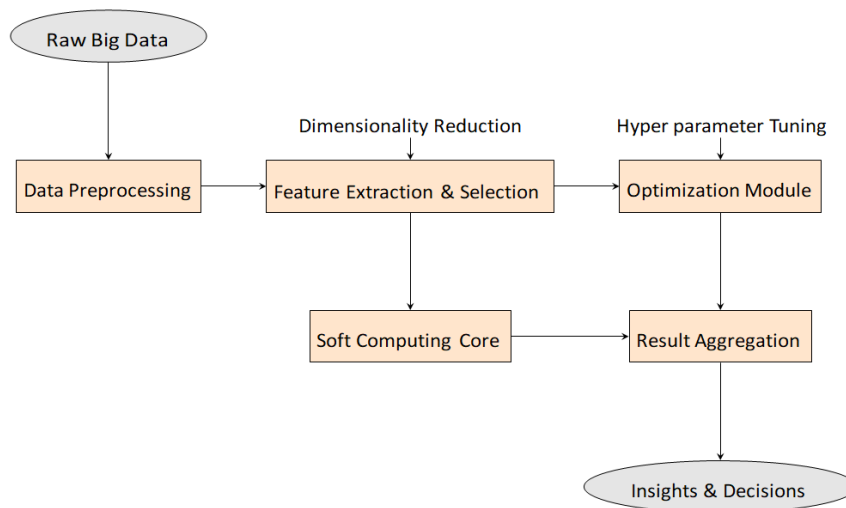 Raw Big Data
Dimensionality Reduction
Hyper parameter Tuning
Data Preprocessing
Feature Extraction & Selection
Optimization Module
Soft Computing Core
Result Aggregation
Insights & Decisions